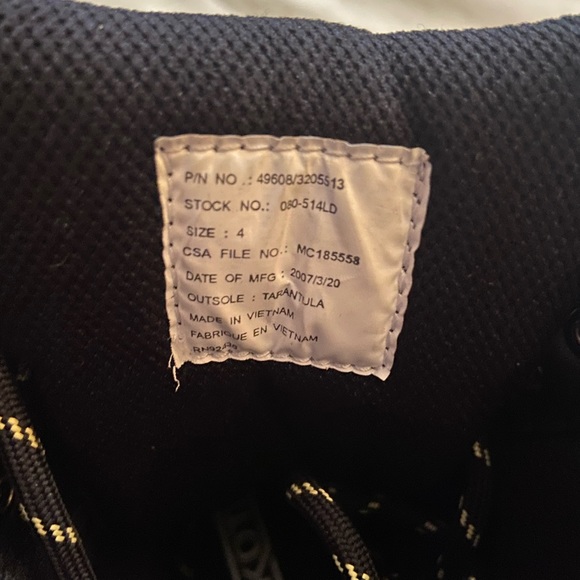 P/N NO .: 49608/3205513
STOCK NO.: 080-514LD
SIZE : 4
CSA FILE NO.: MC185558
DATE OF MFG : 2007/3/20
OUTSOLE : TARANTULA
MADE IN VIETNAM
FABRIQUE EN VIETNAM